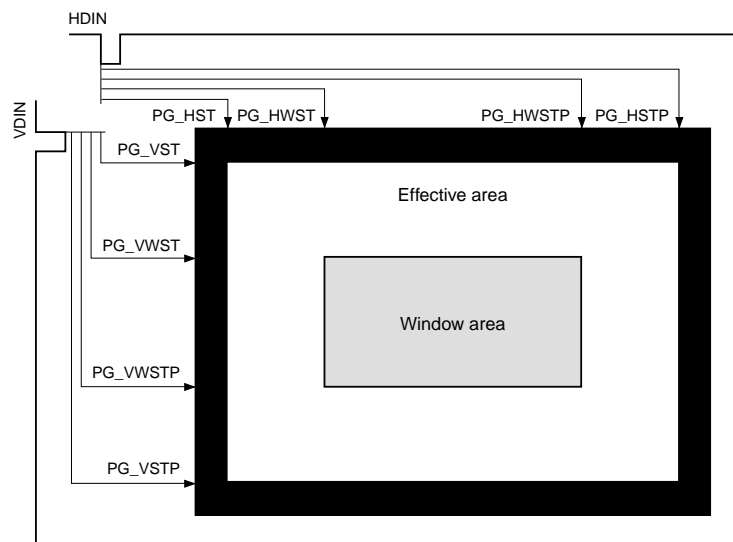 HDIN
VDIN
PG_HST PG_HWST PG_HWSTP PG_HSTP
PG_VST
Effective area
PG_VWST
Window area
PG_VWSTP
PG_VSTP